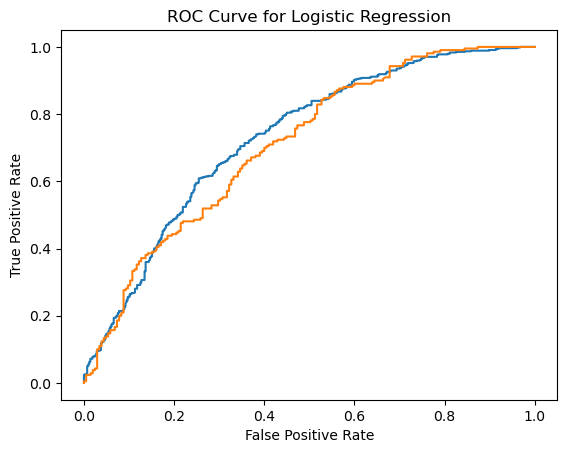 ROC Curve for Logistic Regression
1.0
0.8
0.6
0.4
0.2
0.0
True Positive Rate
0.0 0.2 0.4 0.6 0.8 1.0
False Positive Rate